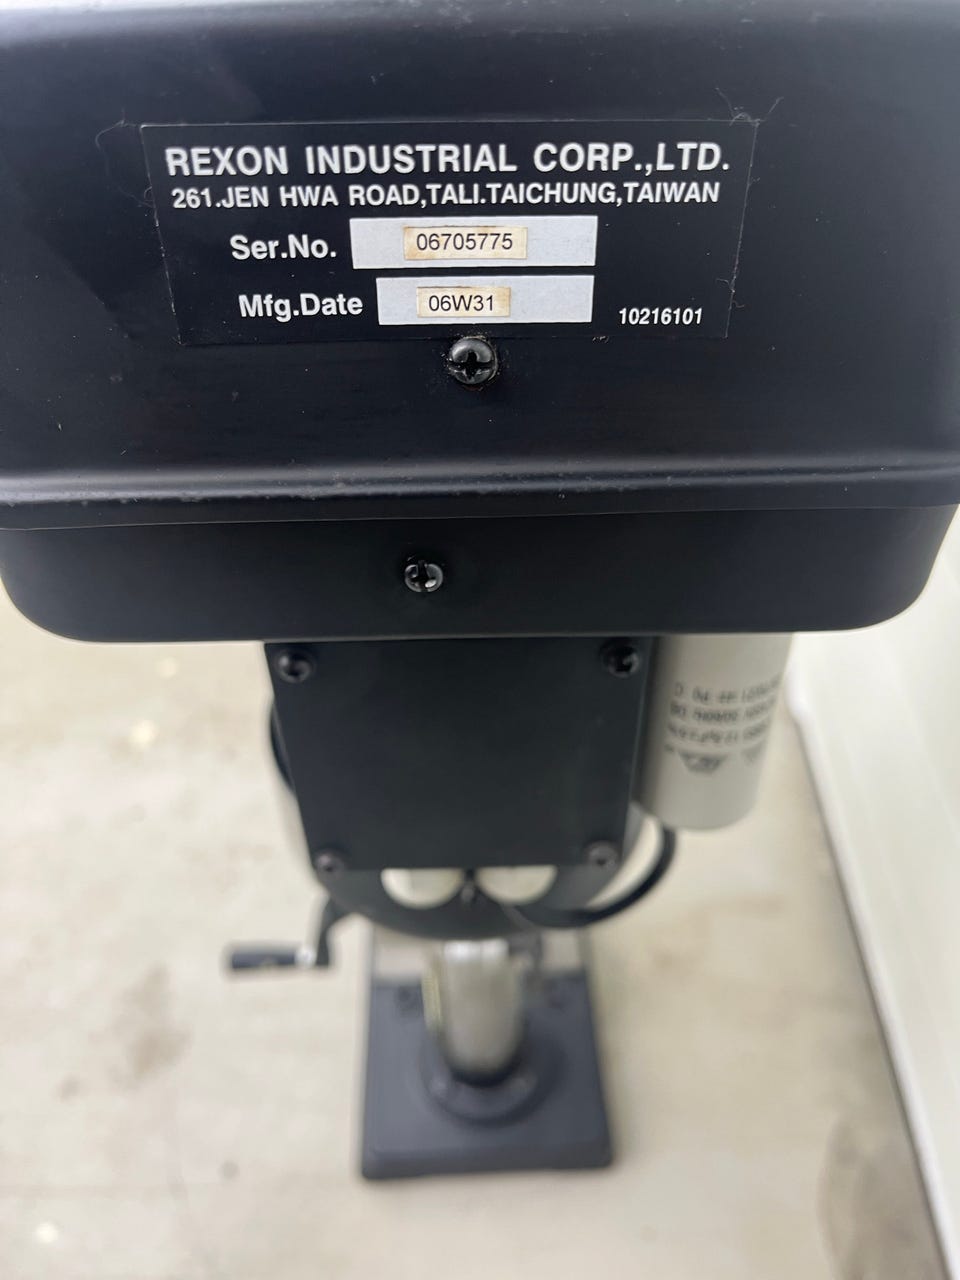 REXON INDUSTRIAL CORP.,LTD.
261.JEN HWA ROAD,TALI.TAICHUNG,TAIWAN
Ser.No. 06705775
Mfg.Date 06W31
10216101